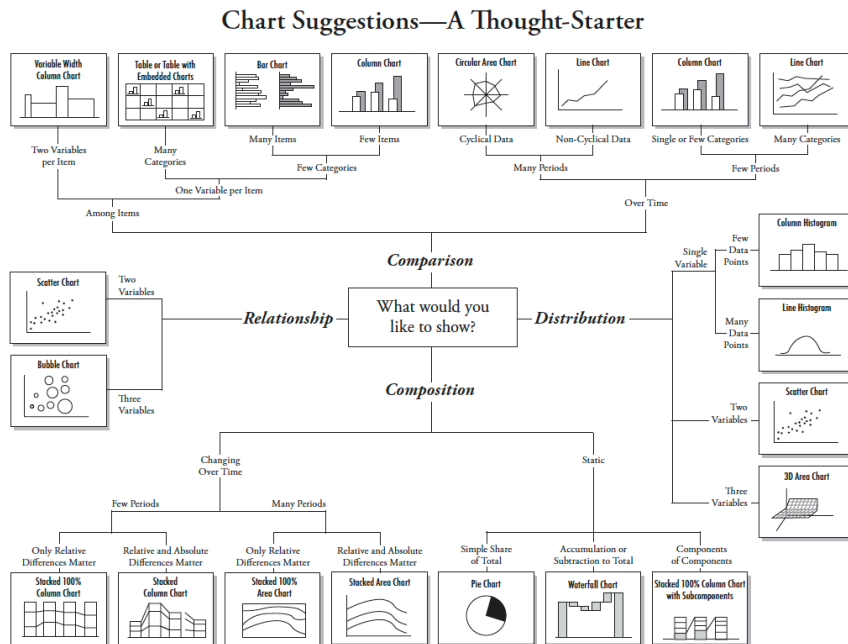 Chart Suggestions—A Thought-Starter
Variable Width
Column Chart
Table or Table with
Embedded Charts
Bar Chart
Column Chart
Circular Area Chart
Line Chart
Column Chart
Line Chart
Two Variables
per Item
Many
Categories
Many Items
Few Items
Cyclical Data
Non-Cyclical Data
Single or Few Categories
Many Categories
Few Categories
Many Periods
Few Periods
One Variable per Item
Among Items
Over Time
Comparison
What would you
like to show?
Relationship
Two
Variables
Scatter Chart
Three
Variables
Bubble Chart
Distribution
Single
Variable
Few
Data
Points
Column Histogram
Many
Data
Points
Line Histogram
Two
Variables
Scatter Chart
Three
Variables
3D Area Chart
Composition
Changing
Over Time
Static
Few Periods
Many Periods
Only Relative
Differences Matter
Relative and Absolute
Differences Matter
Only Relative
Differences Matter
Relative and Absolute
Differences Matter
Simple Share
of Total
Accumulation or
Subtraction to Total
Components
of Components
Stacked 100%
Column Chart
Stacked
Column Chart
Stacked 100%
Area Chart
Stacked Area Chart
Pie Chart
Waterfall Chart
Stacked 100% Column Chart
with Subcomponents